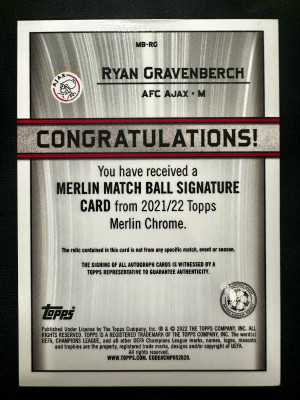 MB-RG
AJAX
RYAN GRAVENBERCH
AFC AJAX • M
CONGRATULATIONS!
You have received a
MERLIN MATCH BALL SIGNATURE
CARD from 2021/22 Topps
Merlin Chrome.
The relic contained in this card is not from any specific match, event or season.
THE SIGNING OF ALL AUTOGRAPH CARDS IS WITNESSED BY A
TOPPS REPRESENTATIVE TO GUARANTEE AUTHENTICITY.
Topps
Published Under License by The Topps Company, Inc. ® & © 2022 THE TOPPS COMPANY, INC. ALL
RIGHTS RESERVED. TOPPS IS A REGISTERED TRADEMARK OF THE TOPPS COMPANY, INC. The word(s)
UEFA, CHAMPIONS LEAGUE, and all other UEFA Champions League marks, names, logos, mascots
and trophies are the property, registered trade marks, designs and/or copyright of UEFA.
All rights reserved.
WWW.TOPPS.COM. CODE#CMP052629.